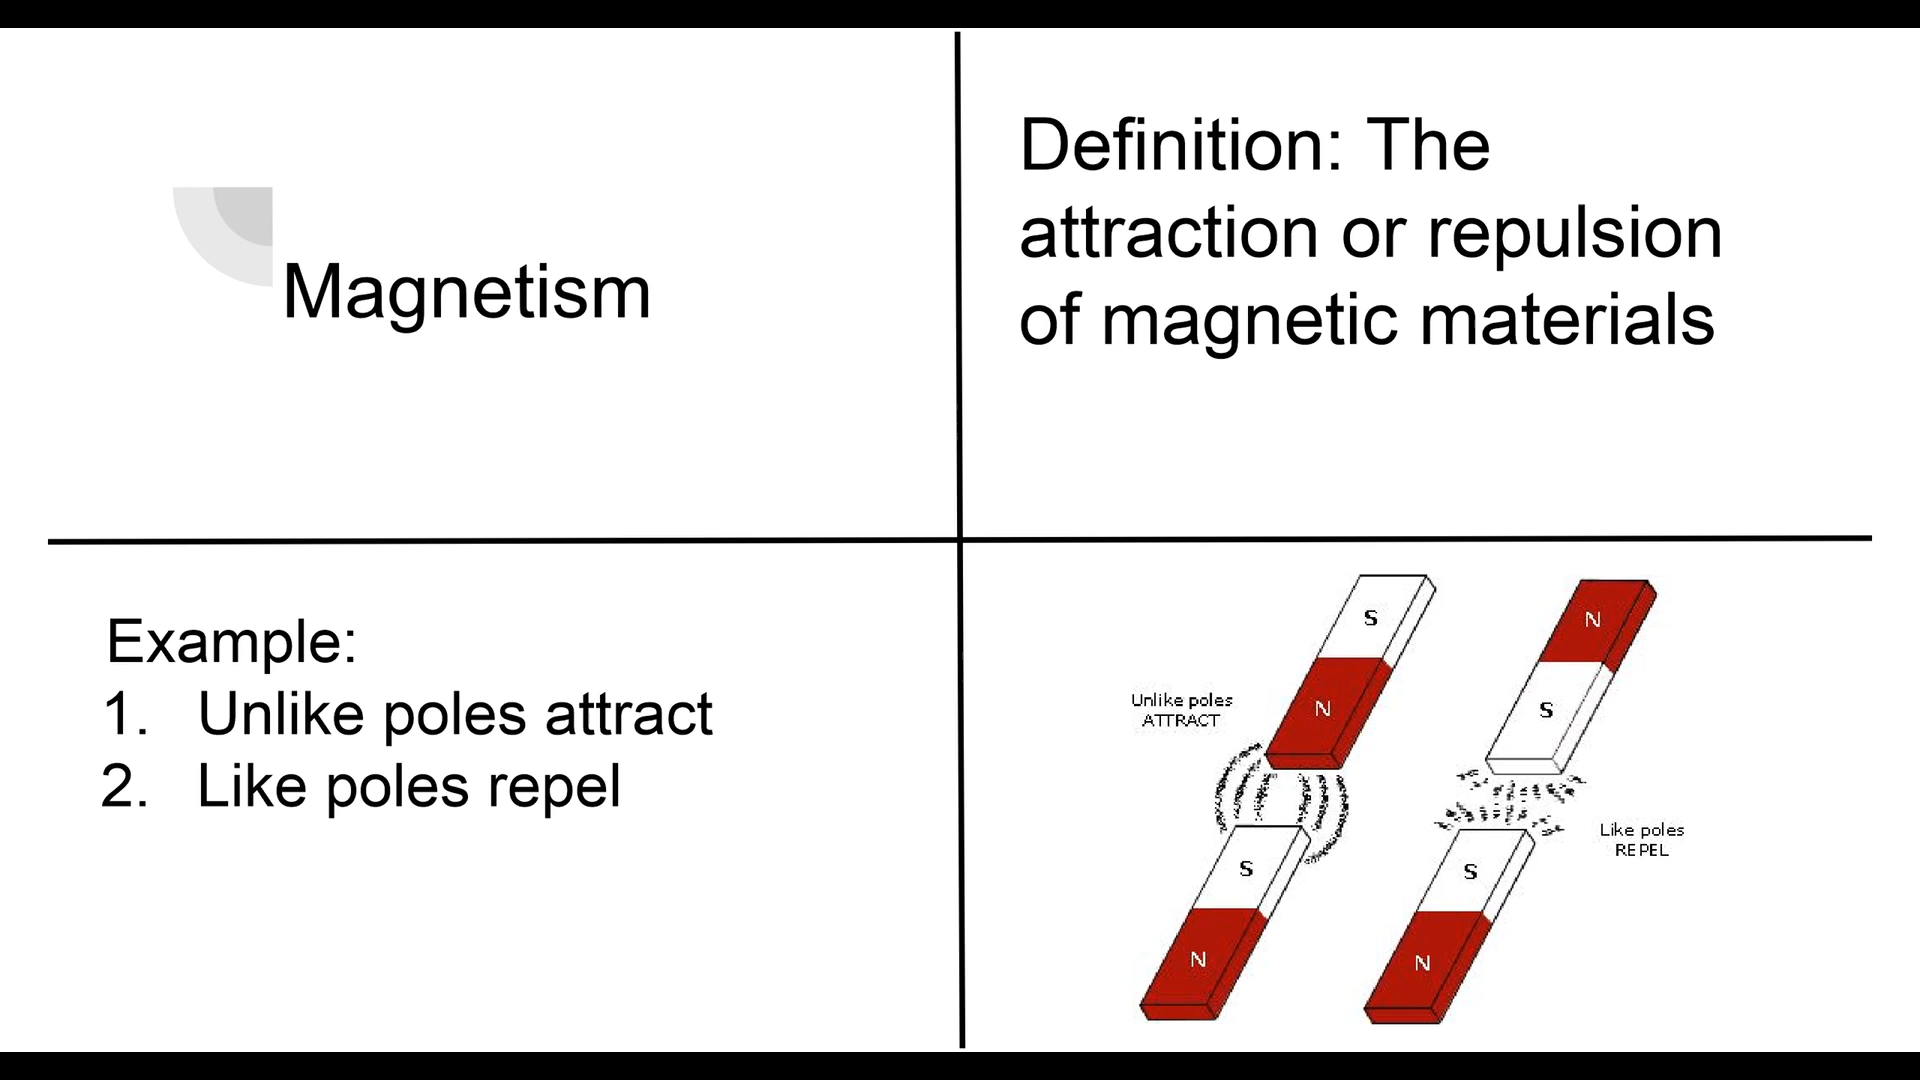 Magnetism
Definition: The
attraction or repulsion
of magnetic materials
Example:
1. Unlike poles attract
2. Like poles repel
S
N
Unlike poles
ATTRACT
S
N
N
S
Like poles
REPEL
S
N